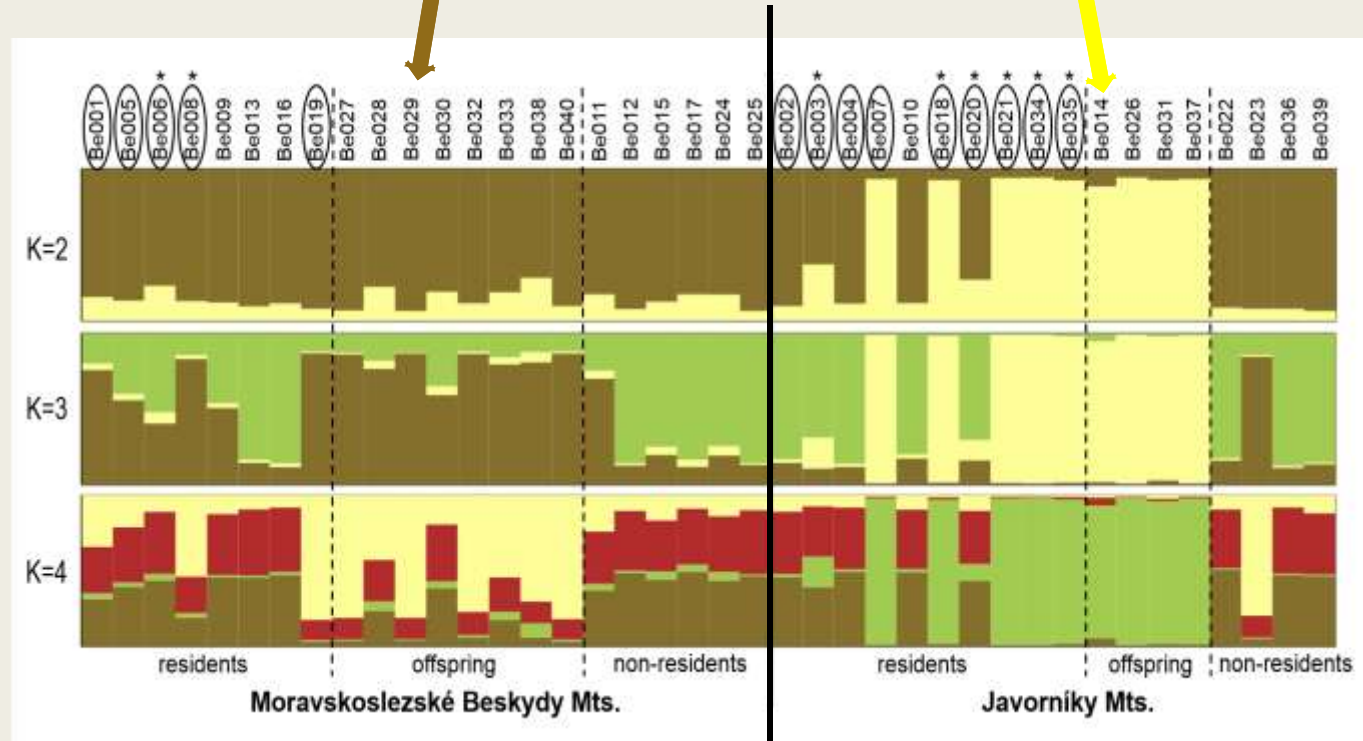 * * * * * * * *
Be001 Be005 Be006 Be008 Be009 Be013 Be016 Be019 Be027 Be028 Be029 Be030 Be032 Be033 Be038 Be040 Be011 Be012 Be015 Be017 Be024 Be025 Be002 Be003 Be004 Be007 Be010 Be018 Be020 Be021 Be034 Be035 Be014 Be026 Be031 Be037 Be022 Be023 Be036 Be039
K=2
K=3
K=4
residents offspring non-residents residents offspring non-residents
Moravskoslezské Beskydy Mts. Javorníky Mts.